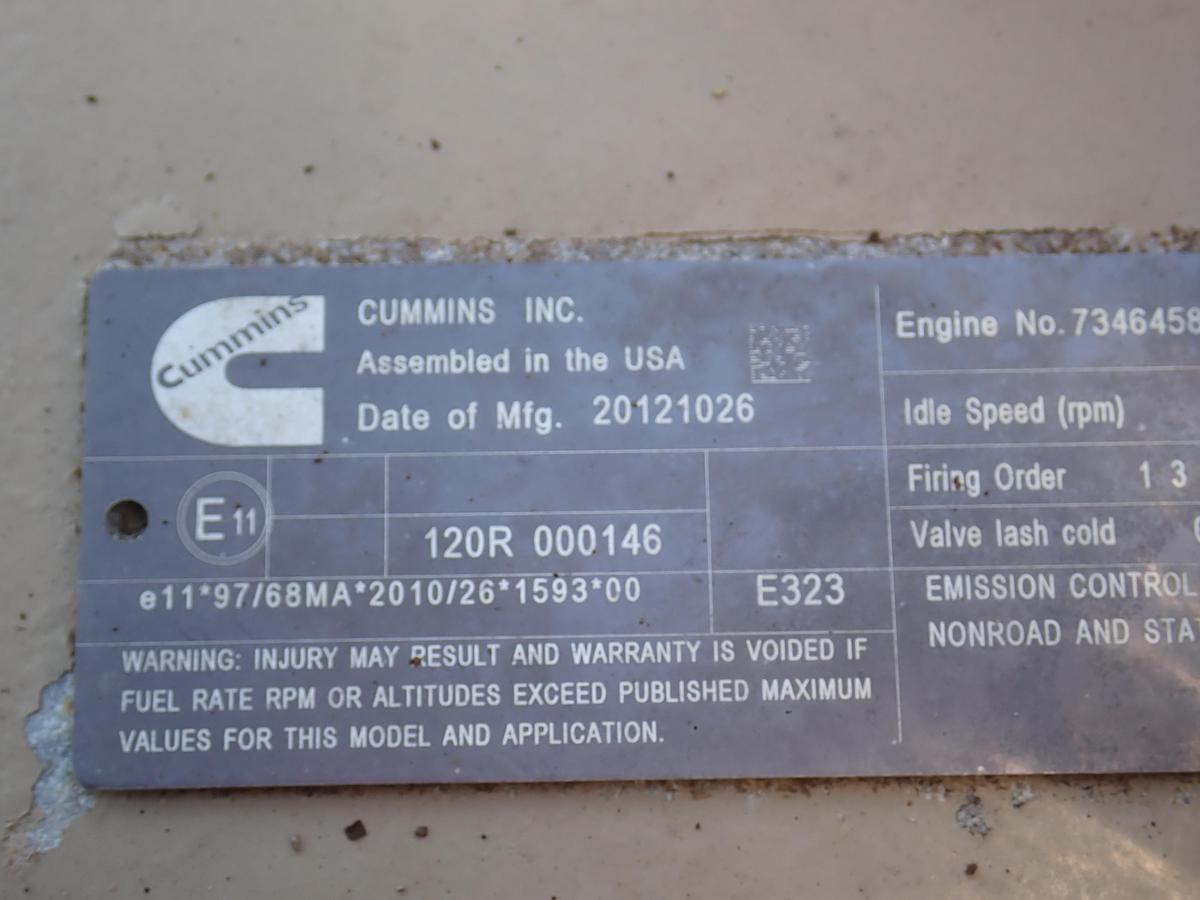 Cummins
CUMMINS INC.
Assembled in the USA
Date of Mfg. 20121026
E 11
120R 000146
e11*97/68MA*2010/26*1593*00
E323
WARNING: INJURY MAY RESULT AND WARRANTY IS VOIDED IF
FUEL RATE RPM OR ALTITUDES EXCEED PUBLISHED MAXIMUM
VALUES FOR THIS MODEL AND APPLICATION.
Engine No. 7346458
Idle Speed (rpm)
Firing Order 1 3
Valve lash cold
EMISSION CONTROL
NONROAD AND STA